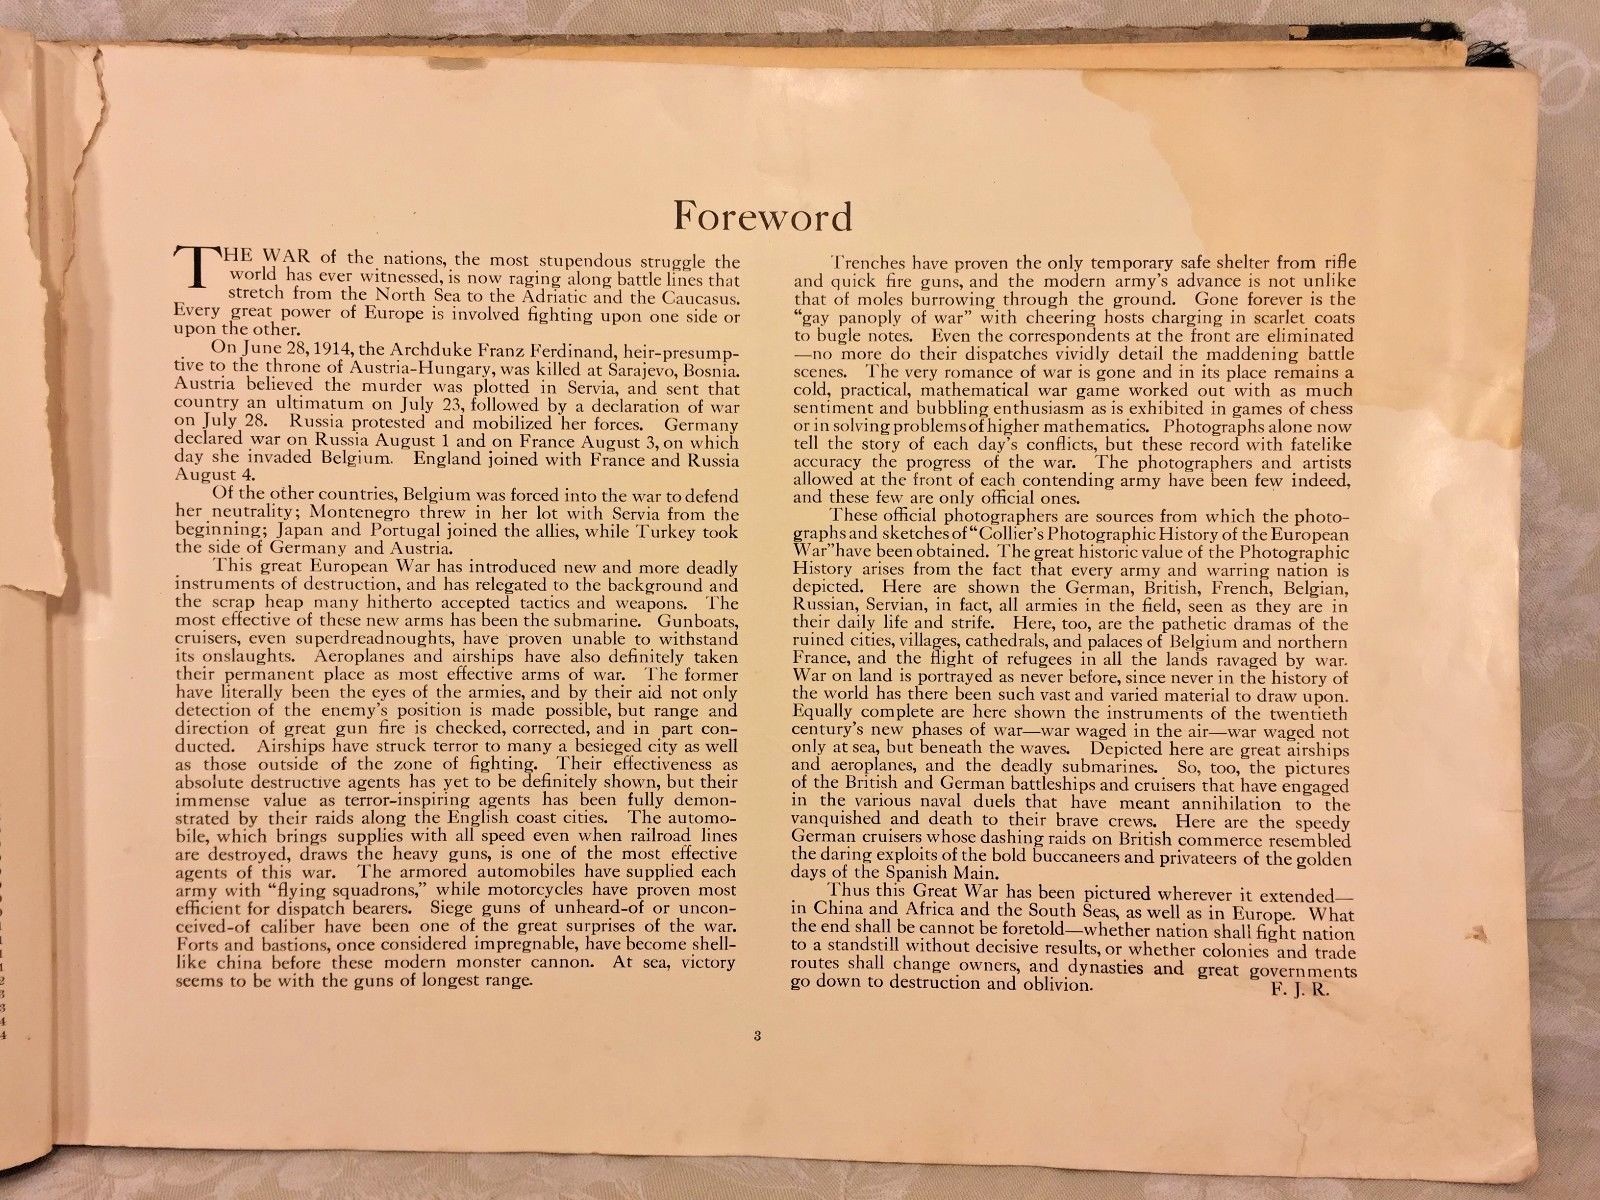 Foreword
THE WAR of the nations, the most stupendous struggle the
world has ever witnessed, is now raging along battle lines that
stretch from the North Sea to the Adriatic and the Caucasus.
Every great power of Europe is involved fighting upon one side or
upon the other.
On June 28, 1914, the Archduke Franz Ferdinand, heir-presump-
tive to the throne of Austria-Hungary, was killed at Sarajevo, Bosnia.
Austria believed the murder was plotted in Servia, and sent that
country an ultimatum on July 23, followed by a declaration of war
on July 28. Russia protested and mobilized her forces. Germany
declared war on Russia August 1 and on France August 3, on which
day she invaded Belgium. England joined with France and Russia
August 4.
Of the other countries, Belgium was forced into the war to defend
her neutrality; Montenegro threw in her lot with Servia from the
beginning; Japan and Portugal joined the allies, while Turkey took
the side of Germany and Austria.
This great European War has introduced new and more deadly
instruments of destruction, and has relegated to the background and
the scrap heap many hitherto accepted tactics and weapons. The
most effective of these new arms has been the submarine. Gunboats,
cruisers, even superdreadnoughts, have proven unable to withstand
its onslaughts. Aeroplanes and airships have also definitely taken
their permanent place as most effective arms of war. The former
have literally been the eyes of the armies, and by their aid not only
detection of the enemy's position is made possible, but range and
direction of great gun fire is checked, corrected, and in part con-
ducted. Airships have struck terror to many a besieged city as well
as those outside of the zone of fighting. Their effectiveness as
absolute destructive agents has yet to be definitely shown, but their
immense value as terror-inspiring agents has been fully demon-
strated by their raids along the English coast cities. The automo-
bile, which brings supplies with all speed even when railroad lines
are destroyed, draws the heavy guns, is one of the most effective
agents of this war. The armored automobiles have supplied each
army with "flying squadrons," while motorcycles have proven most
efficient for dispatch bearers. Siege guns of unheard-of or uncon-
ceived-of caliber have been one of the great surprises of the war.
Forts and bastions, once considered impregnable, have become shell-
like china before these modern monster cannon. At sea, victory
seems to be with the guns of longest range.
Trenches have proven the only temporary safe shelter from rifle
and quick fire guns, and the modern army's advance is not unlike
that of moles burrowing through the ground. Gone forever is the
"gay panoply of war" with cheering hosts charging in scarlet coats
to bugle notes. Even the correspondents at the front are eliminated
—no more do their dispatches vividly detail the maddening battle
scenes. The very romance of war is gone and in its place remains a
cold, practical, mathematical war game worked out with as much
sentiment and bubbling enthusiasm as is exhibited in games of chess
or in solving problems of higher mathematics. Photographs alone now
tell the story of each day's conflicts, but these record with fatelike
accuracy the progress of the war. The photographers and artists
allowed at the front of each contending army have been few indeed,
and these few are only official ones.
These official photographers are sources from which the photo-
graphs and sketches of "Collier's Photographic History of the European
War" have been obtained. The great historic value of the Photographic
History arises from the fact that every army and warring nation is
depicted. Here are shown the German, British, French, Belgian,
Russian, Servian, in fact, all armies in the field, seen as they are in
their daily life and strife. Here, too, are the pathetic dramas of the
ruined cities, villages, cathedrals, and palaces of Belgium and northern
France, and the flight of refugees in all the lands ravaged by war.
War on land is portrayed as never before, since never in the history of
the world has there been such vast and varied material to draw upon.
Equally complete are here shown the instruments of the twentieth
century's new phases of war—war waged in the air—war waged not
only at sea, but beneath the waves. Depicted here are great airships
and aeroplanes, and the deadly submarines. So, too, the pictures
of the British and German battleships and cruisers that have engaged
in the various naval duels that have meant annihilation to the
vanquished and death to their brave crews. Here are the speedy
German cruisers whose dashing raids on British commerce resembled
the daring exploits of the bold buccaneers and privateers of the golden
days of the Spanish Main.
Thus this Great War has been pictured wherever it extended—
in China and Africa and the South Seas, as well as in Europe. What
the end shall be cannot be foretold—whether nation shall fight nation
to a standstill without decisive results, or whether colonies and trade
routes shall change owners, and dynasties and great governments
go down to destruction and oblivion. F. J. R.
3